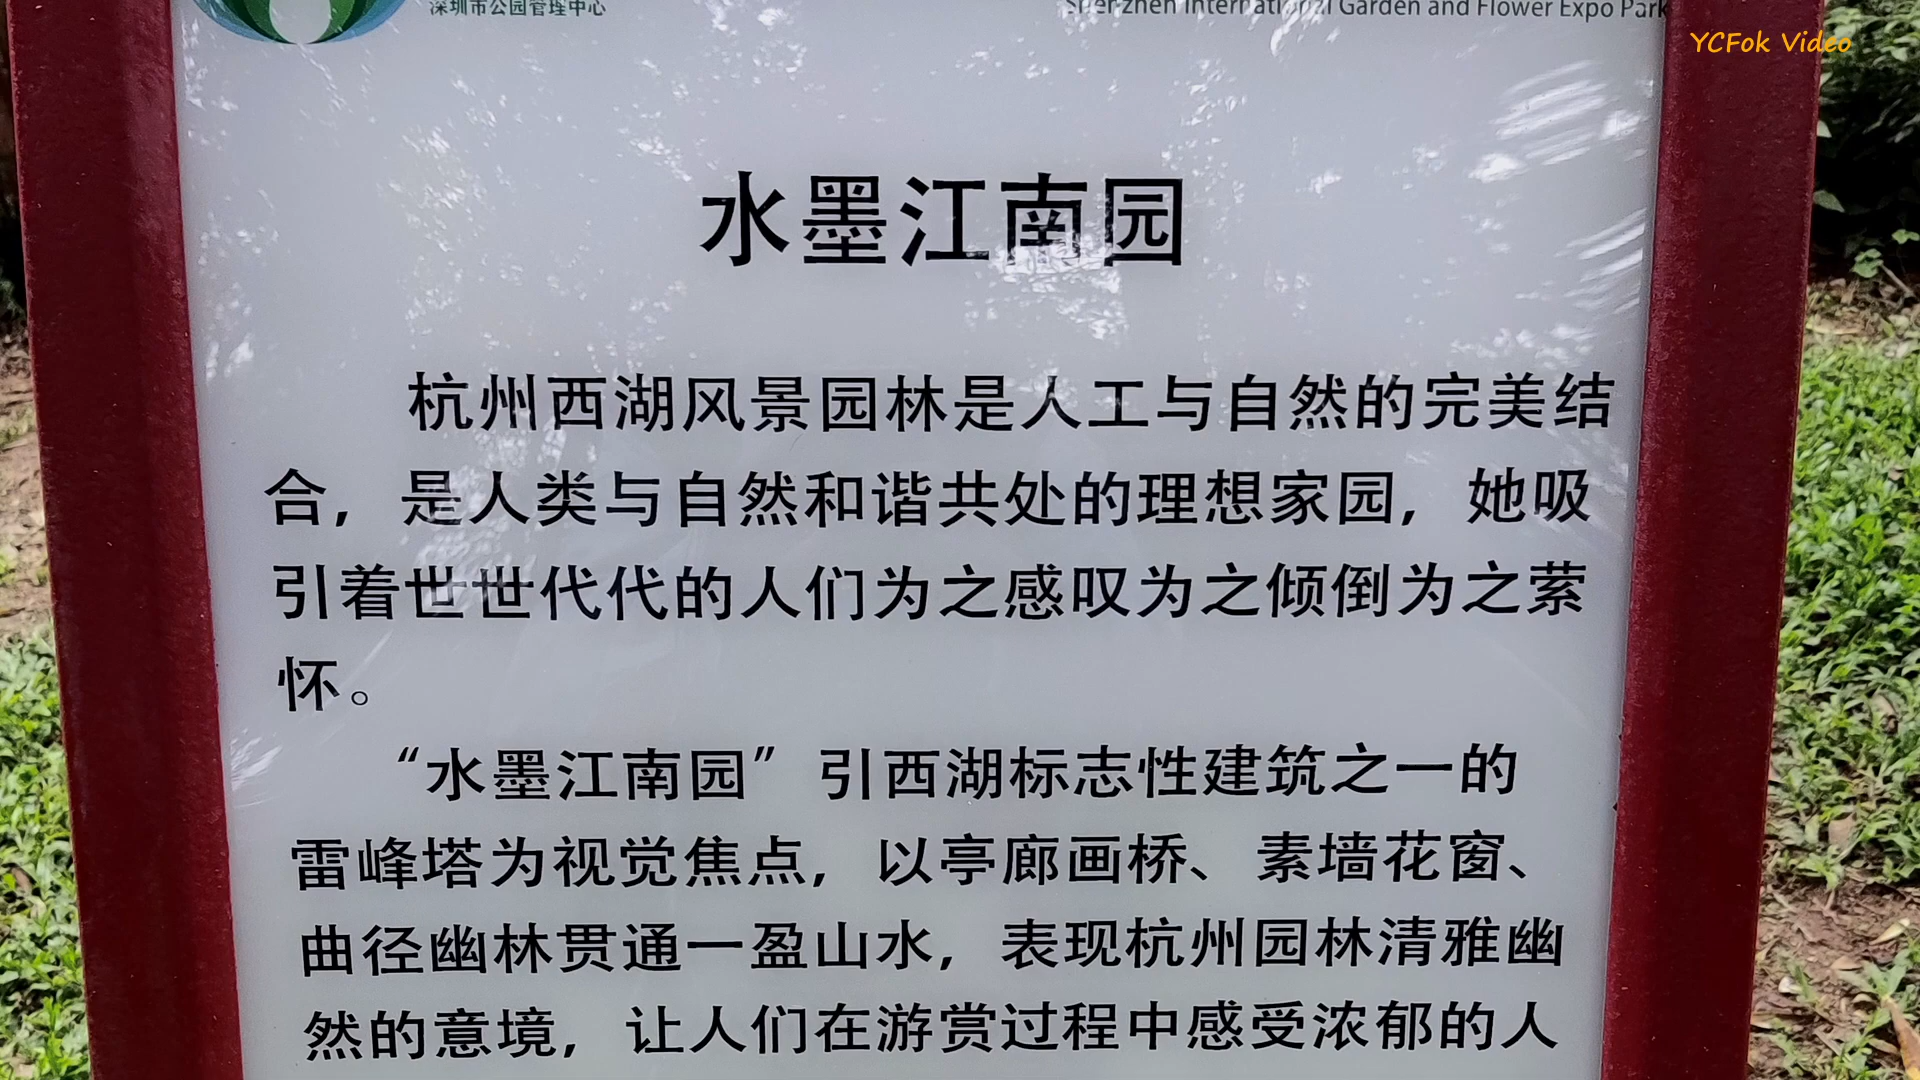 深圳市公园管理中心
Shenzhen International Garden and Flower Expo Park
YCFok Video
水墨江南园
杭州西湖风景园林是人工与自然的完美结
合，是人类与自然和谐共处的理想家园，她吸
引着世世代代的人们为之感叹为之倾倒为之萦
怀。
“水墨江南园”引西湖标志性建筑之一的
雷峰塔为视觉焦点，以亭廊画桥、素墙花窗、
曲径幽林贯通一盈山水，表现杭州园林清雅幽
然的意境，让人们在游赏过程中感受浓郁的人